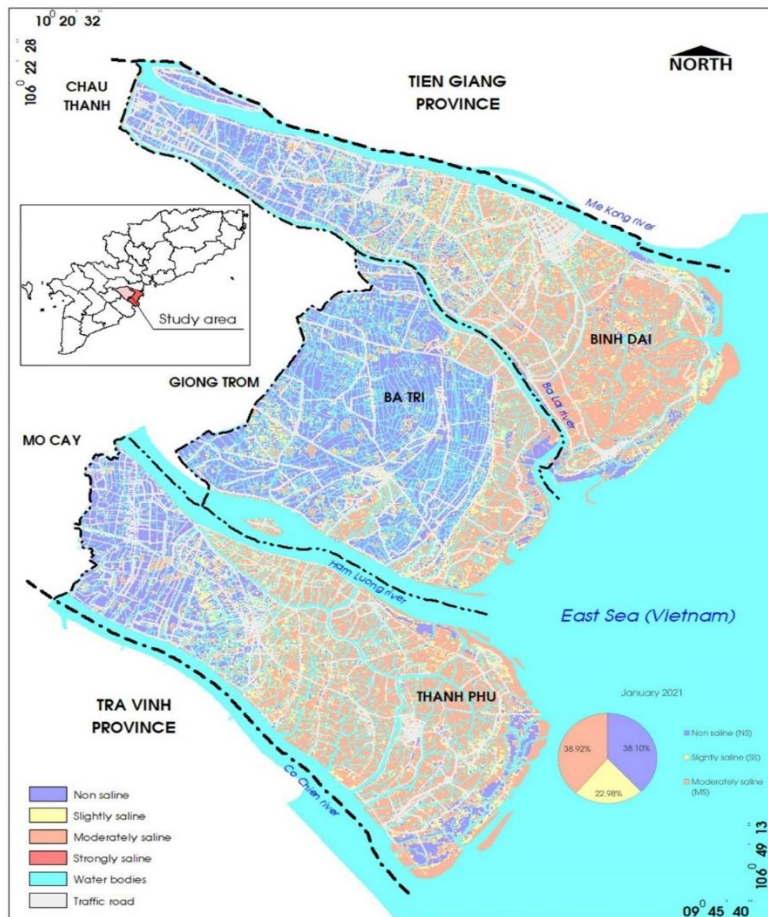 10 20' 32"
106⁰ 22' 28"
NORTH
CHAU
THANH
TIEN GIANG
PROVINCE
Me Kong river
Study area
BINH DAI
GIONG TROM
BA TRI
Ba Lai river
MO CAY
Ham Luong river
East Sea (Vietnam)
THANH PHU
TRA VINH
PROVINCE
Co Chien river
January 2021
38.92%
38.10%
22.98%
Non saline (NS)
Slightly saline (SS)
Moderately saline
(MS)
Non saline
Slightly saline
Moderately saline
Strongly saline
Water bodies
Traffic road
106⁰ 49' 13"
09⁰ 45' 40"